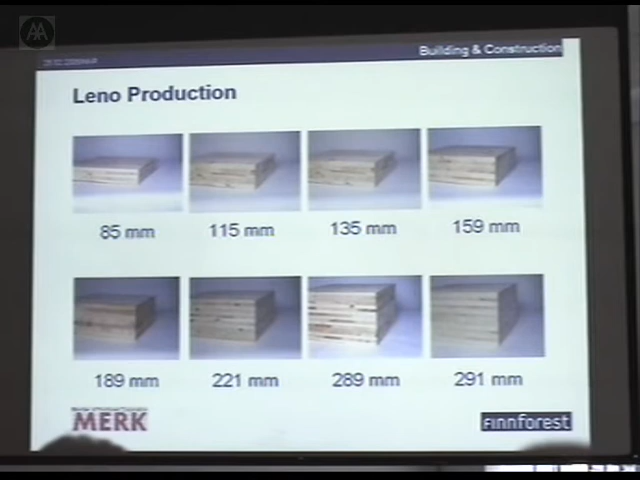 AA
Building & Construction
Leno Production
85 mm
115 mm
135 mm
159 mm
189 mm
221 mm
289 mm
291 mm
MERK
Finnforest